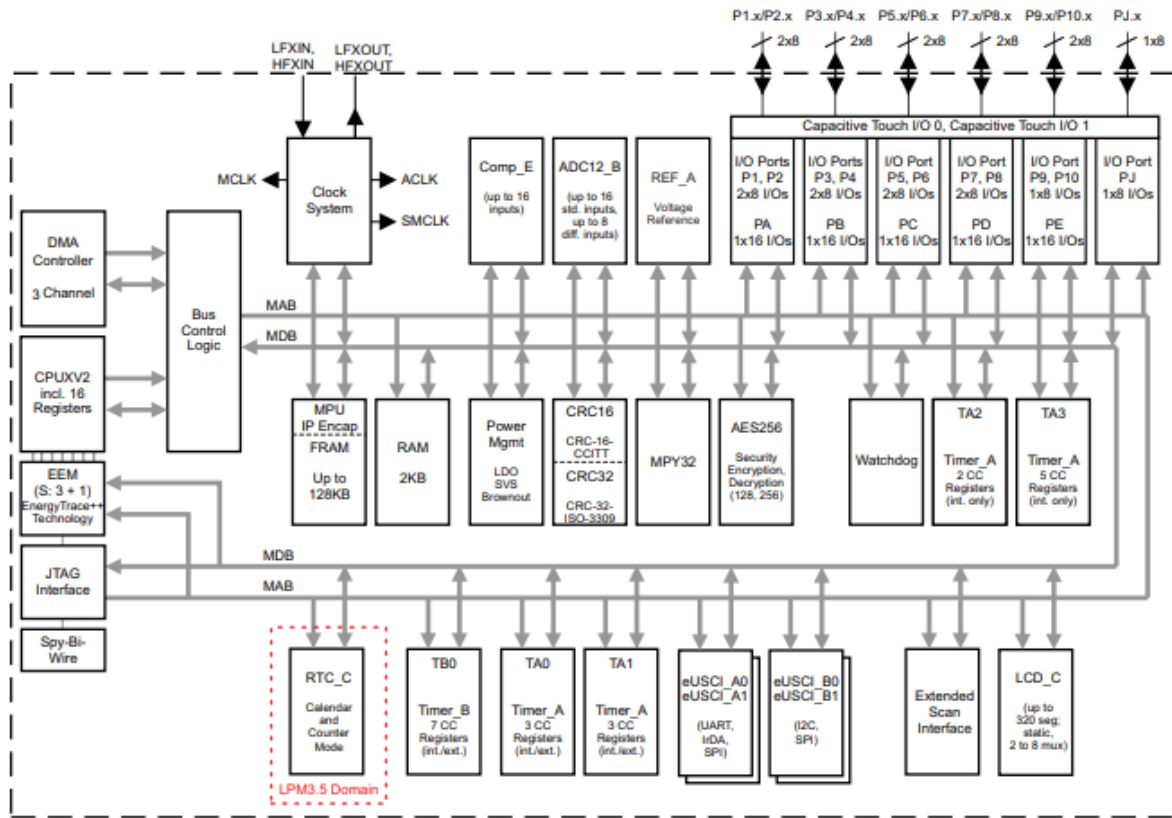 P1.x/P2.x
P3.x/P4.x
P5.x/P6.x
P7.x/P8.x
P9.x/P10.x
PJ.x
2x8
2x8
2x8
2x8
2x8
1x8
LFXIN,
HFXIN
LFXOUT,
HFXOUT
Capacitive Touch I/O 0, Capacitive Touch I/O 1
MCLK
Clock
System
ACLK
SMCLK
Comp_E
(up to 16
inputs)
ADC12_B
(up to 16
std. inputs,
up to 8
diff. inputs)
REF_A
Voltage
Reference
I/O Ports
P1, P2
2x8 I/Os
PA
1x16 I/Os
I/O Ports
P3, P4
2x8 I/Os
PB
1x16 I/Os
I/O Port
P5, P6
2x8 I/Os
PC
1x16 I/Os
I/O Ports
P7, P8
2x8 I/Os
PD
1x16 I/Os
I/O Ports
P9, P10
1x8 I/Os
PE
1x16 I/Os
I/O Port
PJ
1x8 I/Os
DMA
Controller
3 Channel
Bus
Control
Logic
MAB
MDB
CPUXV2
incl. 16
Registers
MPU
IP Encap
FRAM
Up to
128KB
RAM
2KB
Power
Mgmt
LDO
SVS
Brownout
CRC16
CRC-16-
CCITT
CRC32
CRC-32-
ISO-3309
MPY32
AES256
Security
Encryption,
Decryption
(128, 256)
Watchdog
TA2
Timer_A
2 CC
Registers
(int. only)
TA3
Timer_A
5 CC
Registers
(int. only)
EEM
(S: 3 + 1)
EnergyTrace++
Technology
MDB
MAB
JTAG
Interface
Spy-Bi-
Wire
RTC_C
Calendar
and
Counter
Mode
LPM3.5 Domain
TB0
Timer_B
7 CC
Registers
(int./ext.)
TA0
Timer_A
3 CC
Registers
(int./ext.)
TA1
Timer_A
3 CC
Registers
(int./ext.)
eUSCI_A0
eUSCI_A1
(UART,
IrDA,
SPI)
eUSCI_B0
eUSCI_B1
(I2C,
SPI)
Extended
Scan
Interface
LCD_C
(up to
320 seg;
static,
2 to 8 mux)